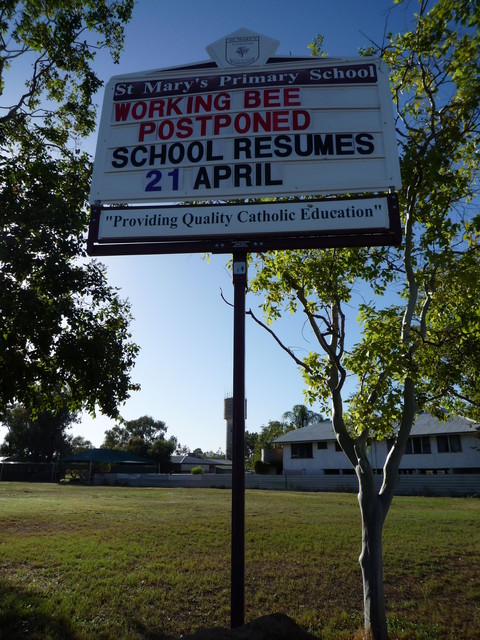 St Mary's Primary School
WORKING BEE
POSTPONED
SCHOOL RESUMES
21 APRIL
"Providing Quality Catholic Education"